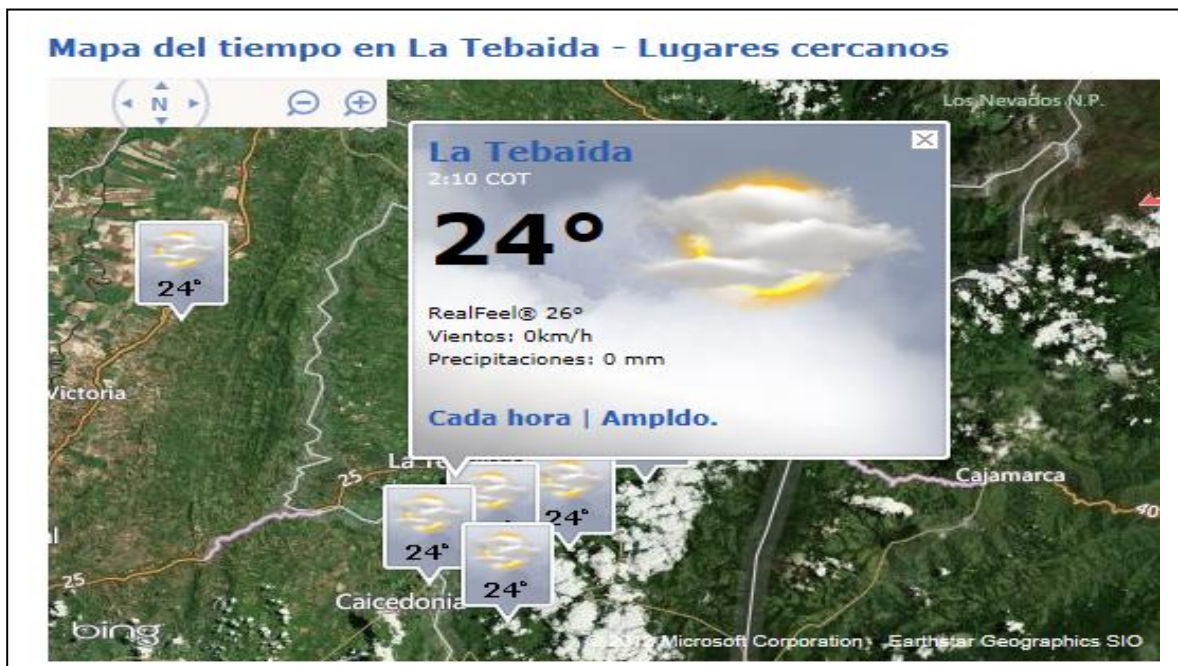 Mapa del tiempo en La Tebaida - Lugares cercanos
N
Los Nevados N.P.
La Tebaida
2:10 COT
24°
RealFeel® 26°
Vientos: 0km/h
Precipitaciones: 0 mm
Cada hora | Ampldo.
24°
Victoria
La
25
Cajamarca
24°
24°
24°
40
25
Caicedonia
bing
Microsoft Corporation Earthstar Geographics SIO